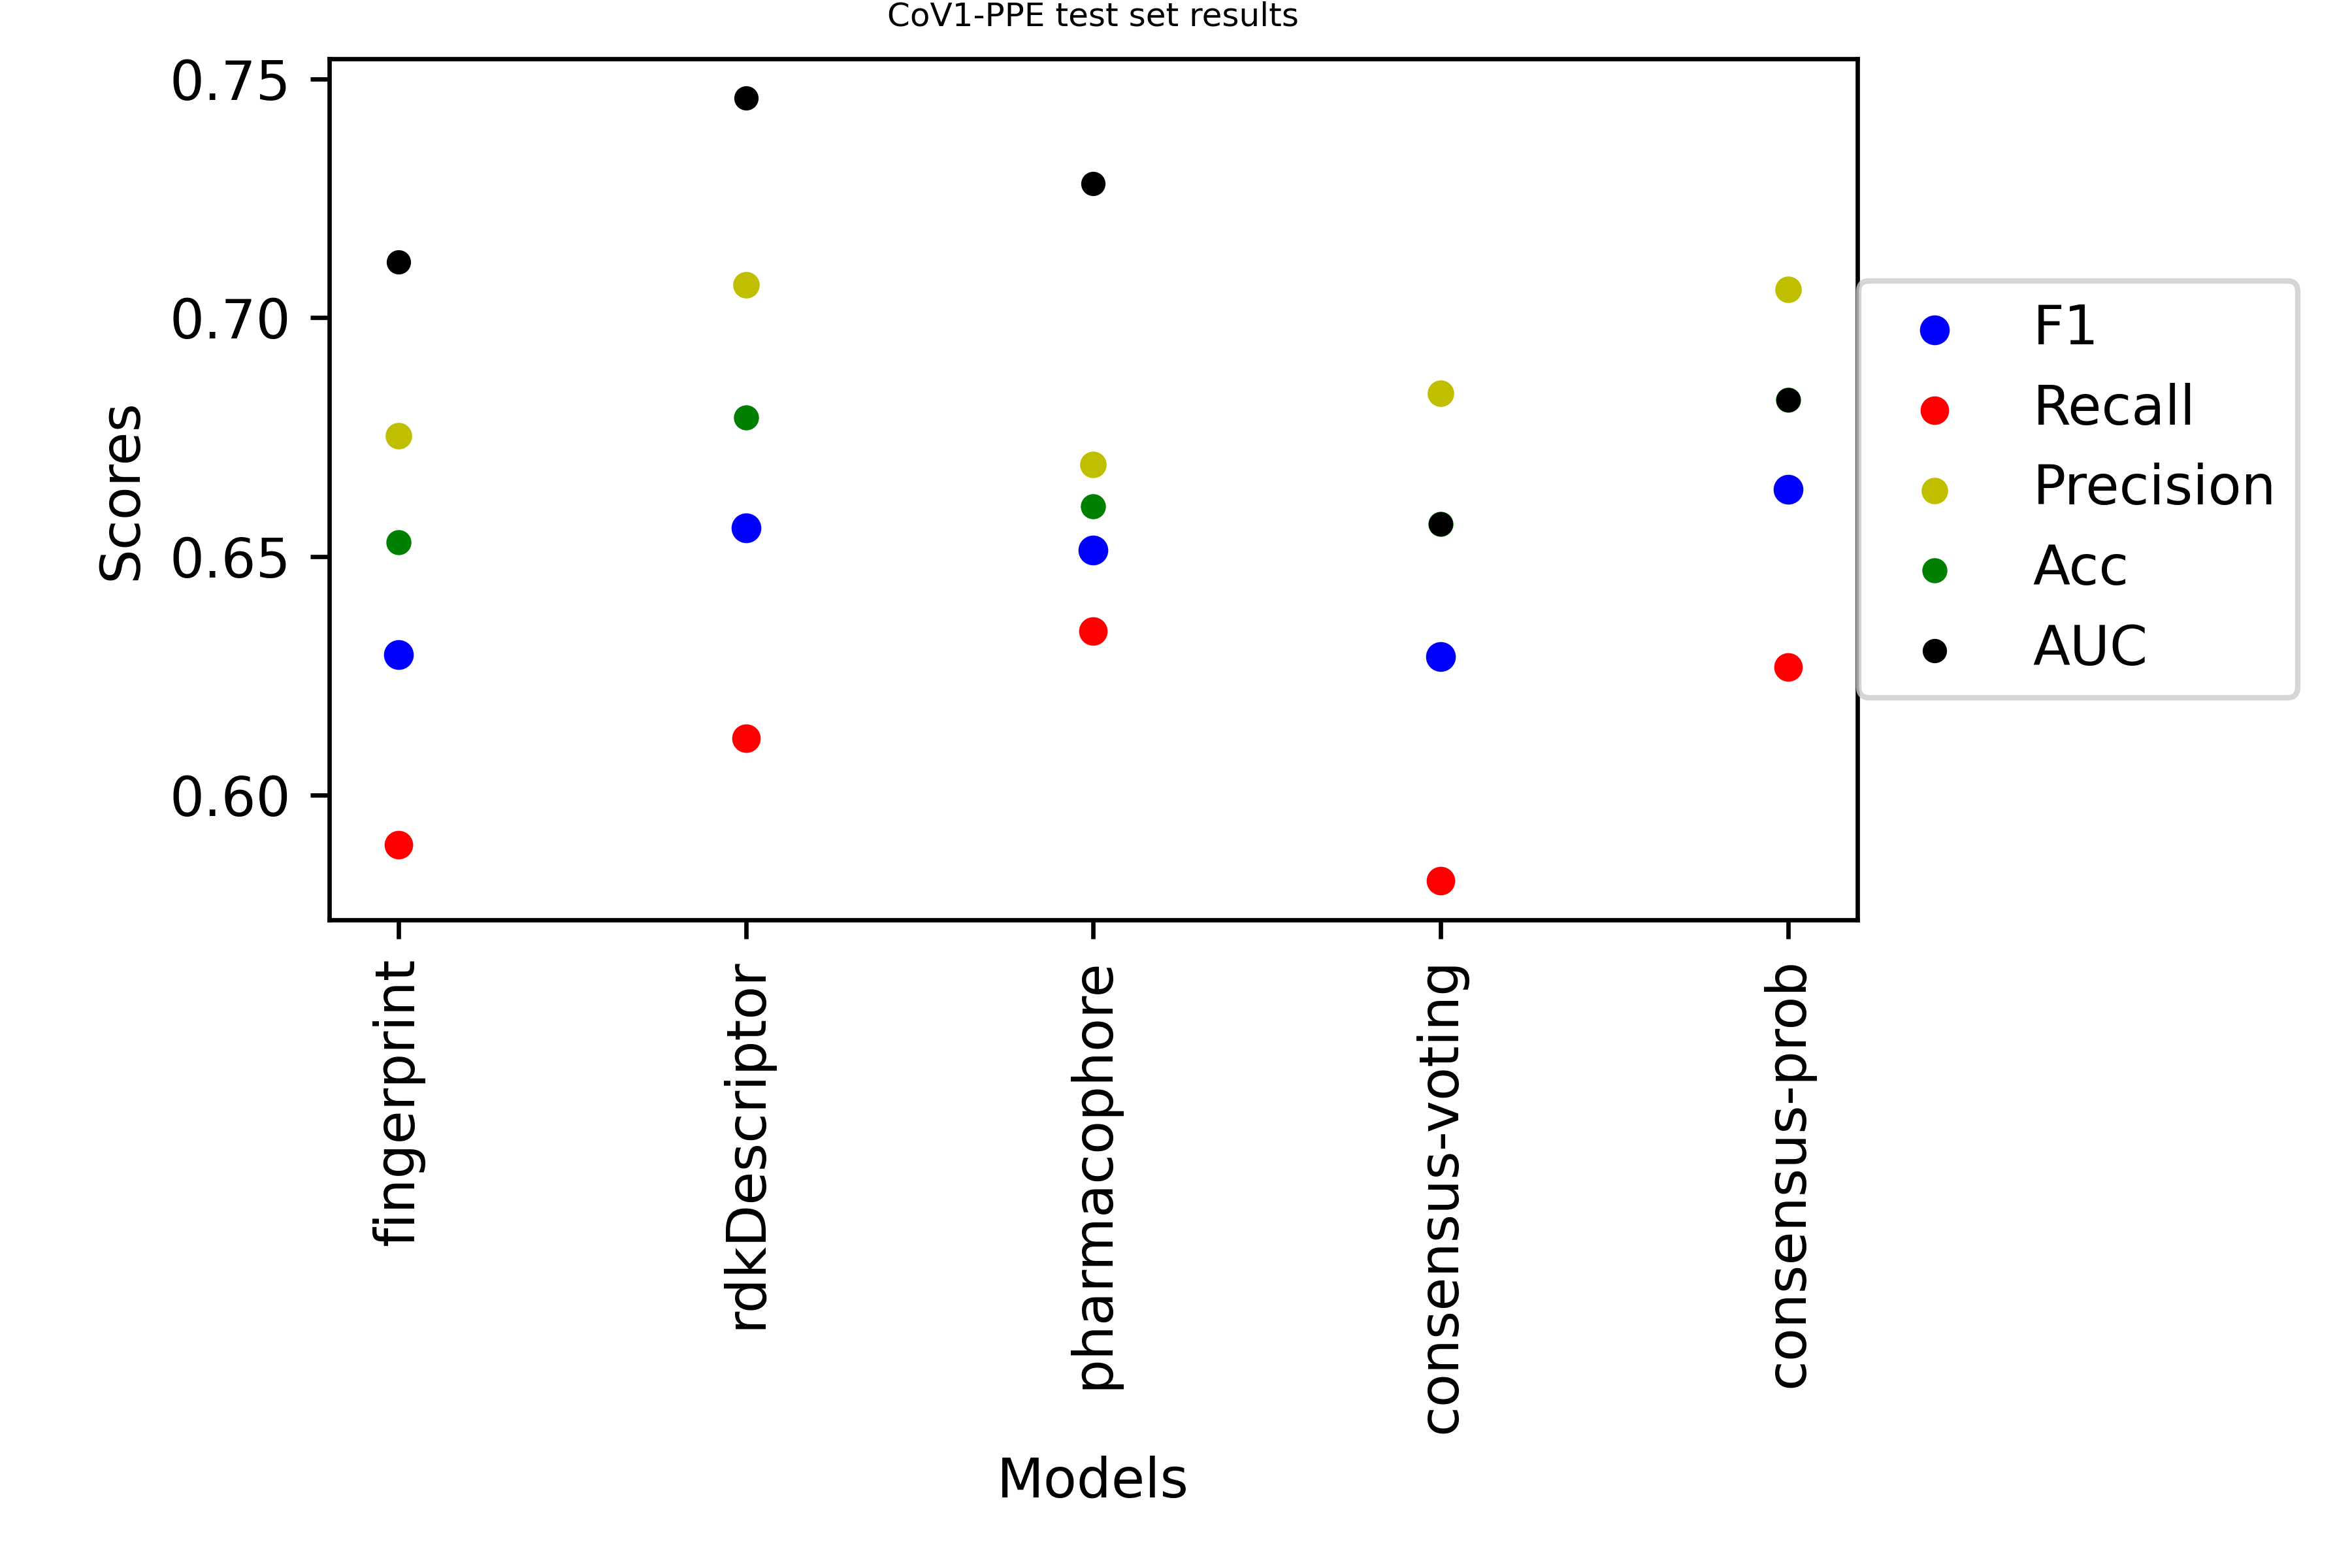 CoV1-PPE test set results
0.75
0.70
0.65
0.60
Scores
F1
Recall
Precision
Acc
AUC
fingerprint
rdkDescriptor
pharmacophore
consensus-voting
consensus-prob
Models